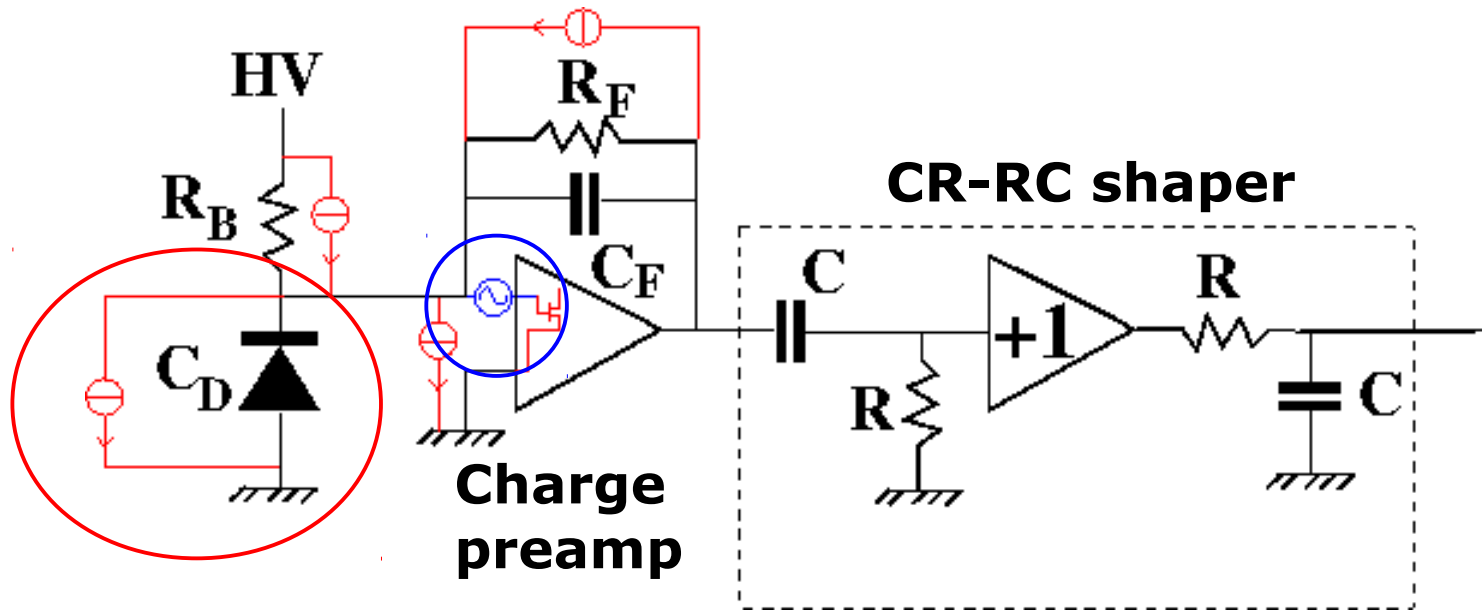 HV
R_F
CR-RC shaper
R_B
C_F
C
R
C_D
+1
R
C
Charge
preamp